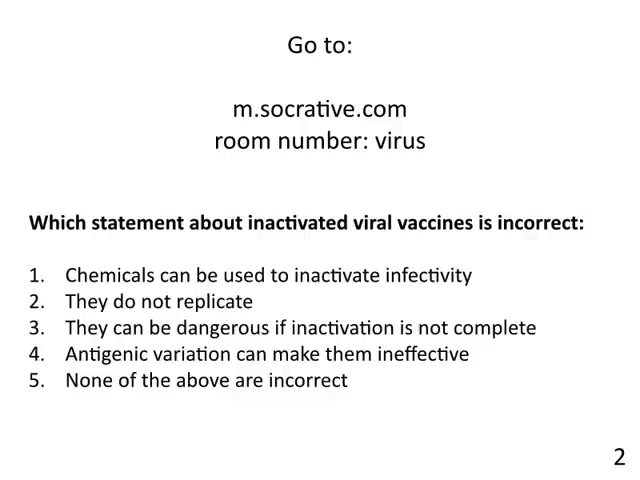 Go to:
m.socrative.com
room number: virus
Which statement about inactivated viral vaccines is incorrect:
1. Chemicals can be used to inactivate infectivity
2. They do not replicate
3. They can be dangerous if inactivation is not complete
4. Antigenic variation can make them ineffective
5. None of the above are incorrect
2